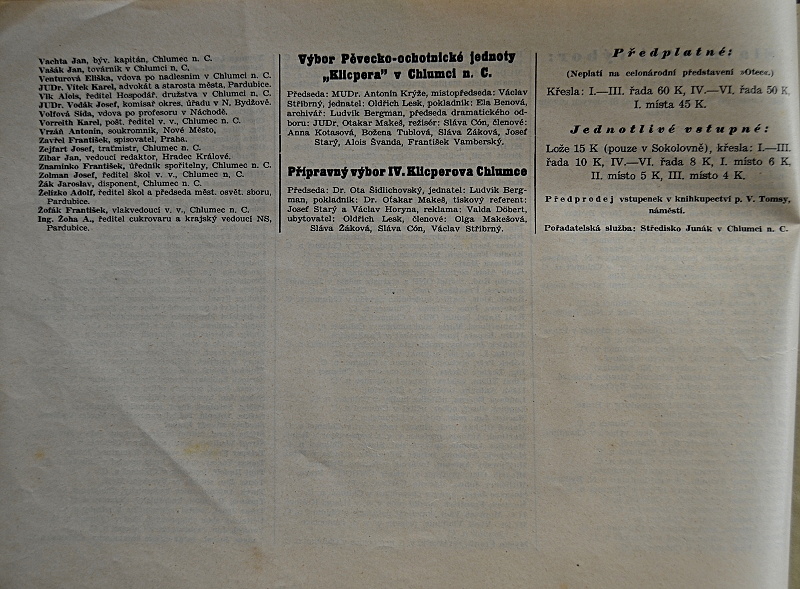 Vachta Jan, býv. kapitán, Chlumec n. C.
Vašák Jan, továrník v Chlumci n. C.
Venturová Eliška, vdova po nadlesním v Chlumci n. C.
JUDr. Vítek Karel, advokát a starosta města, Pardubice.
Vlk Alois, ředitel Hospodář. družstva v Chlumci n. C.
JUDr. Vodák Josef, komisař okres. úřadu v N. Bydžově.
Volfová Sida, vdova po profesoru v Náchodě.
Vorreith Karel, pošt. ředitel v. v., Chlumec n. C.
Vrzáň Antonín, soukromník, Nové Město,
Zavřel František, spisovatel, Praha.
Zejfart Josef, traťmistr, Chlumec n. C.
Zíbar Jan, vedoucí redaktor, Hradec Králové.
Znamínko František, úředník spořitelny, Chlumec n. C.
Zolman Josef, ředitel škol v. v., Chlumec n. C.
Žák Jaroslav, disponent, Chlumec n. C.
Želízko Adolf, ředitel škol a předseda měst. osvět. sboru,
Pardubice.
Žofák František, vlakvedoucí v. v., Chlumec n. C.
Ing. Žoha A., ředitel cukrovaru a krajský vedoucí NS,
Pardubice.
Výbor Pěvecko-ochotnické jednoty
„Klicpera" v Chlumci n. C.
Předseda: MUDr. Antonín Krýže, místopředseda: Václav
Stříbrný, jednatel: Oldřich Lesk, pokladník: Ela Benová,
archivář: Ludvík Bergman, předseda dramatického od-
boru: JUDr. Otakar Makeš, režisér: Sláva Cón, členové:
Anna Kotasová, Božena Tublová, Sláva Žáková, Josef
Starý, Alois Švanda, František Vamberský.
Přípravný výbor IV. Klicperova Chlumce
Předseda: Dr. Ota Šidlichovský, jednatel: Ludvík Berg-
man, pokladník: Dr. Oťakar Makeš, tiskový referent:
Josef Starý a Václav Horyna, reklama: Valda Döbert,
ubytovatel: Oldřich Lesk, členové: Olga Makešová,
Sláva Žáková, Sláva Cón, Václav Stříbrný.
Předplatné:
(Neplatí na celonárodní představení »Otec«.)
Křesla: I.—III. řada 60 K, IV.—VI. řada 50 K,
I. místa 45 K.
Jednotlivé vstupné:
Lože 15 K (pouze v Sokolovně), křesla: I.—III.
řada 10 K, IV.—VI. řada 8 K, I. místo 6 K,
II. místo 5 K, III. místo 4 K.
Předprodej vstupenek v knihkupectví p. V. Tomsy,
náměstí.
Pořadatelská služba: Středisko Junák v Chlumci n. C.